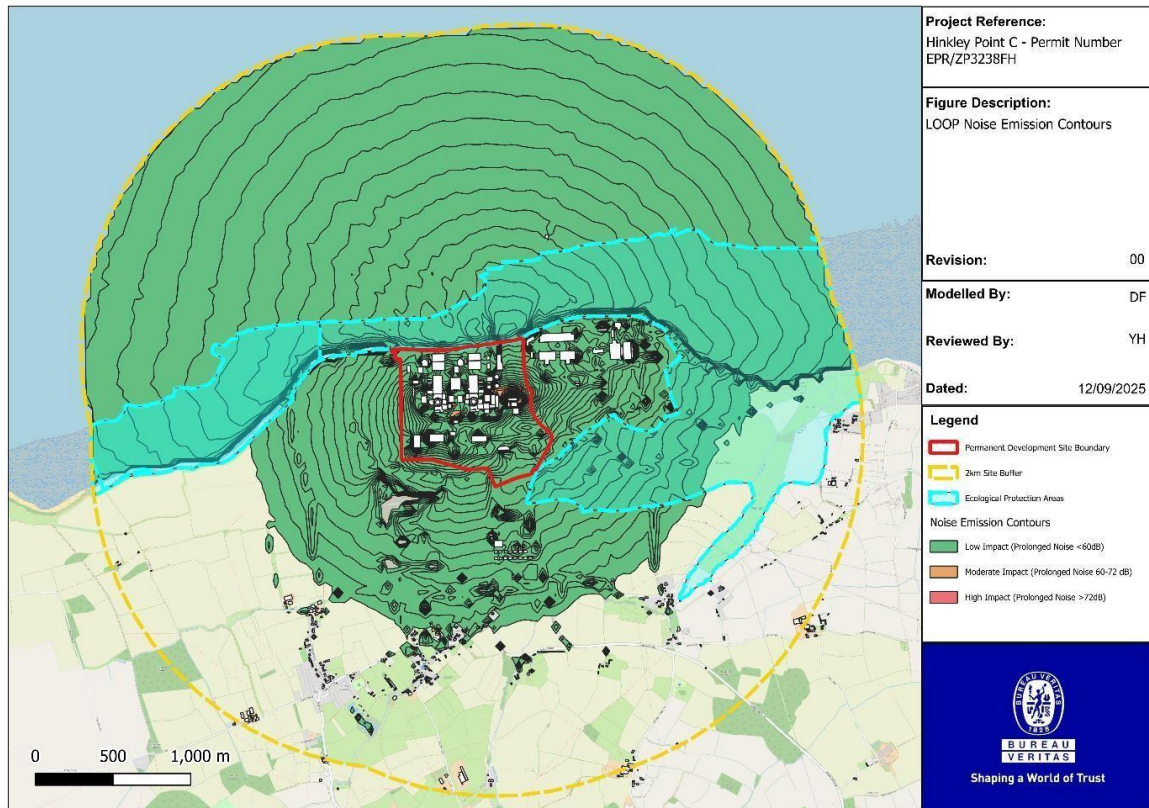 Project Reference:
Hinkley Point C - Permit Number
EPR/ZP3238FH
Figure Description:
LOOP Noise Emission Contours
Revision: 00
Modelled By: DF
Reviewed By: YH
Dated: 12/09/2025
Legend
Permanent Development Site Boundary
2km Site Buffer
Ecological Protection Areas
Noise Emission Contours
Low Impact (Prolonged Noise <60dB)
Moderate Impact (Prolonged Noise 60-72 dB)
High Impact (Prolonged Noise >72dB)
0 500 1,000 m
BUREAU VERITAS
1828
BUREAU
VERITAS
Shaping a World of Trust